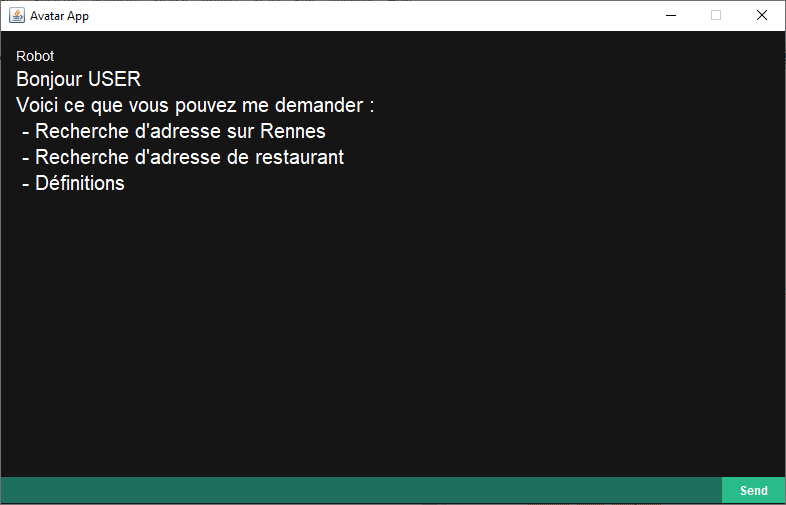 Avatar App
Robot
Bonjour USER
Voici ce que vous pouvez me demander :
- Recherche d'adresse sur Rennes
- Recherche d'adresse de restaurant
- Définitions
Send